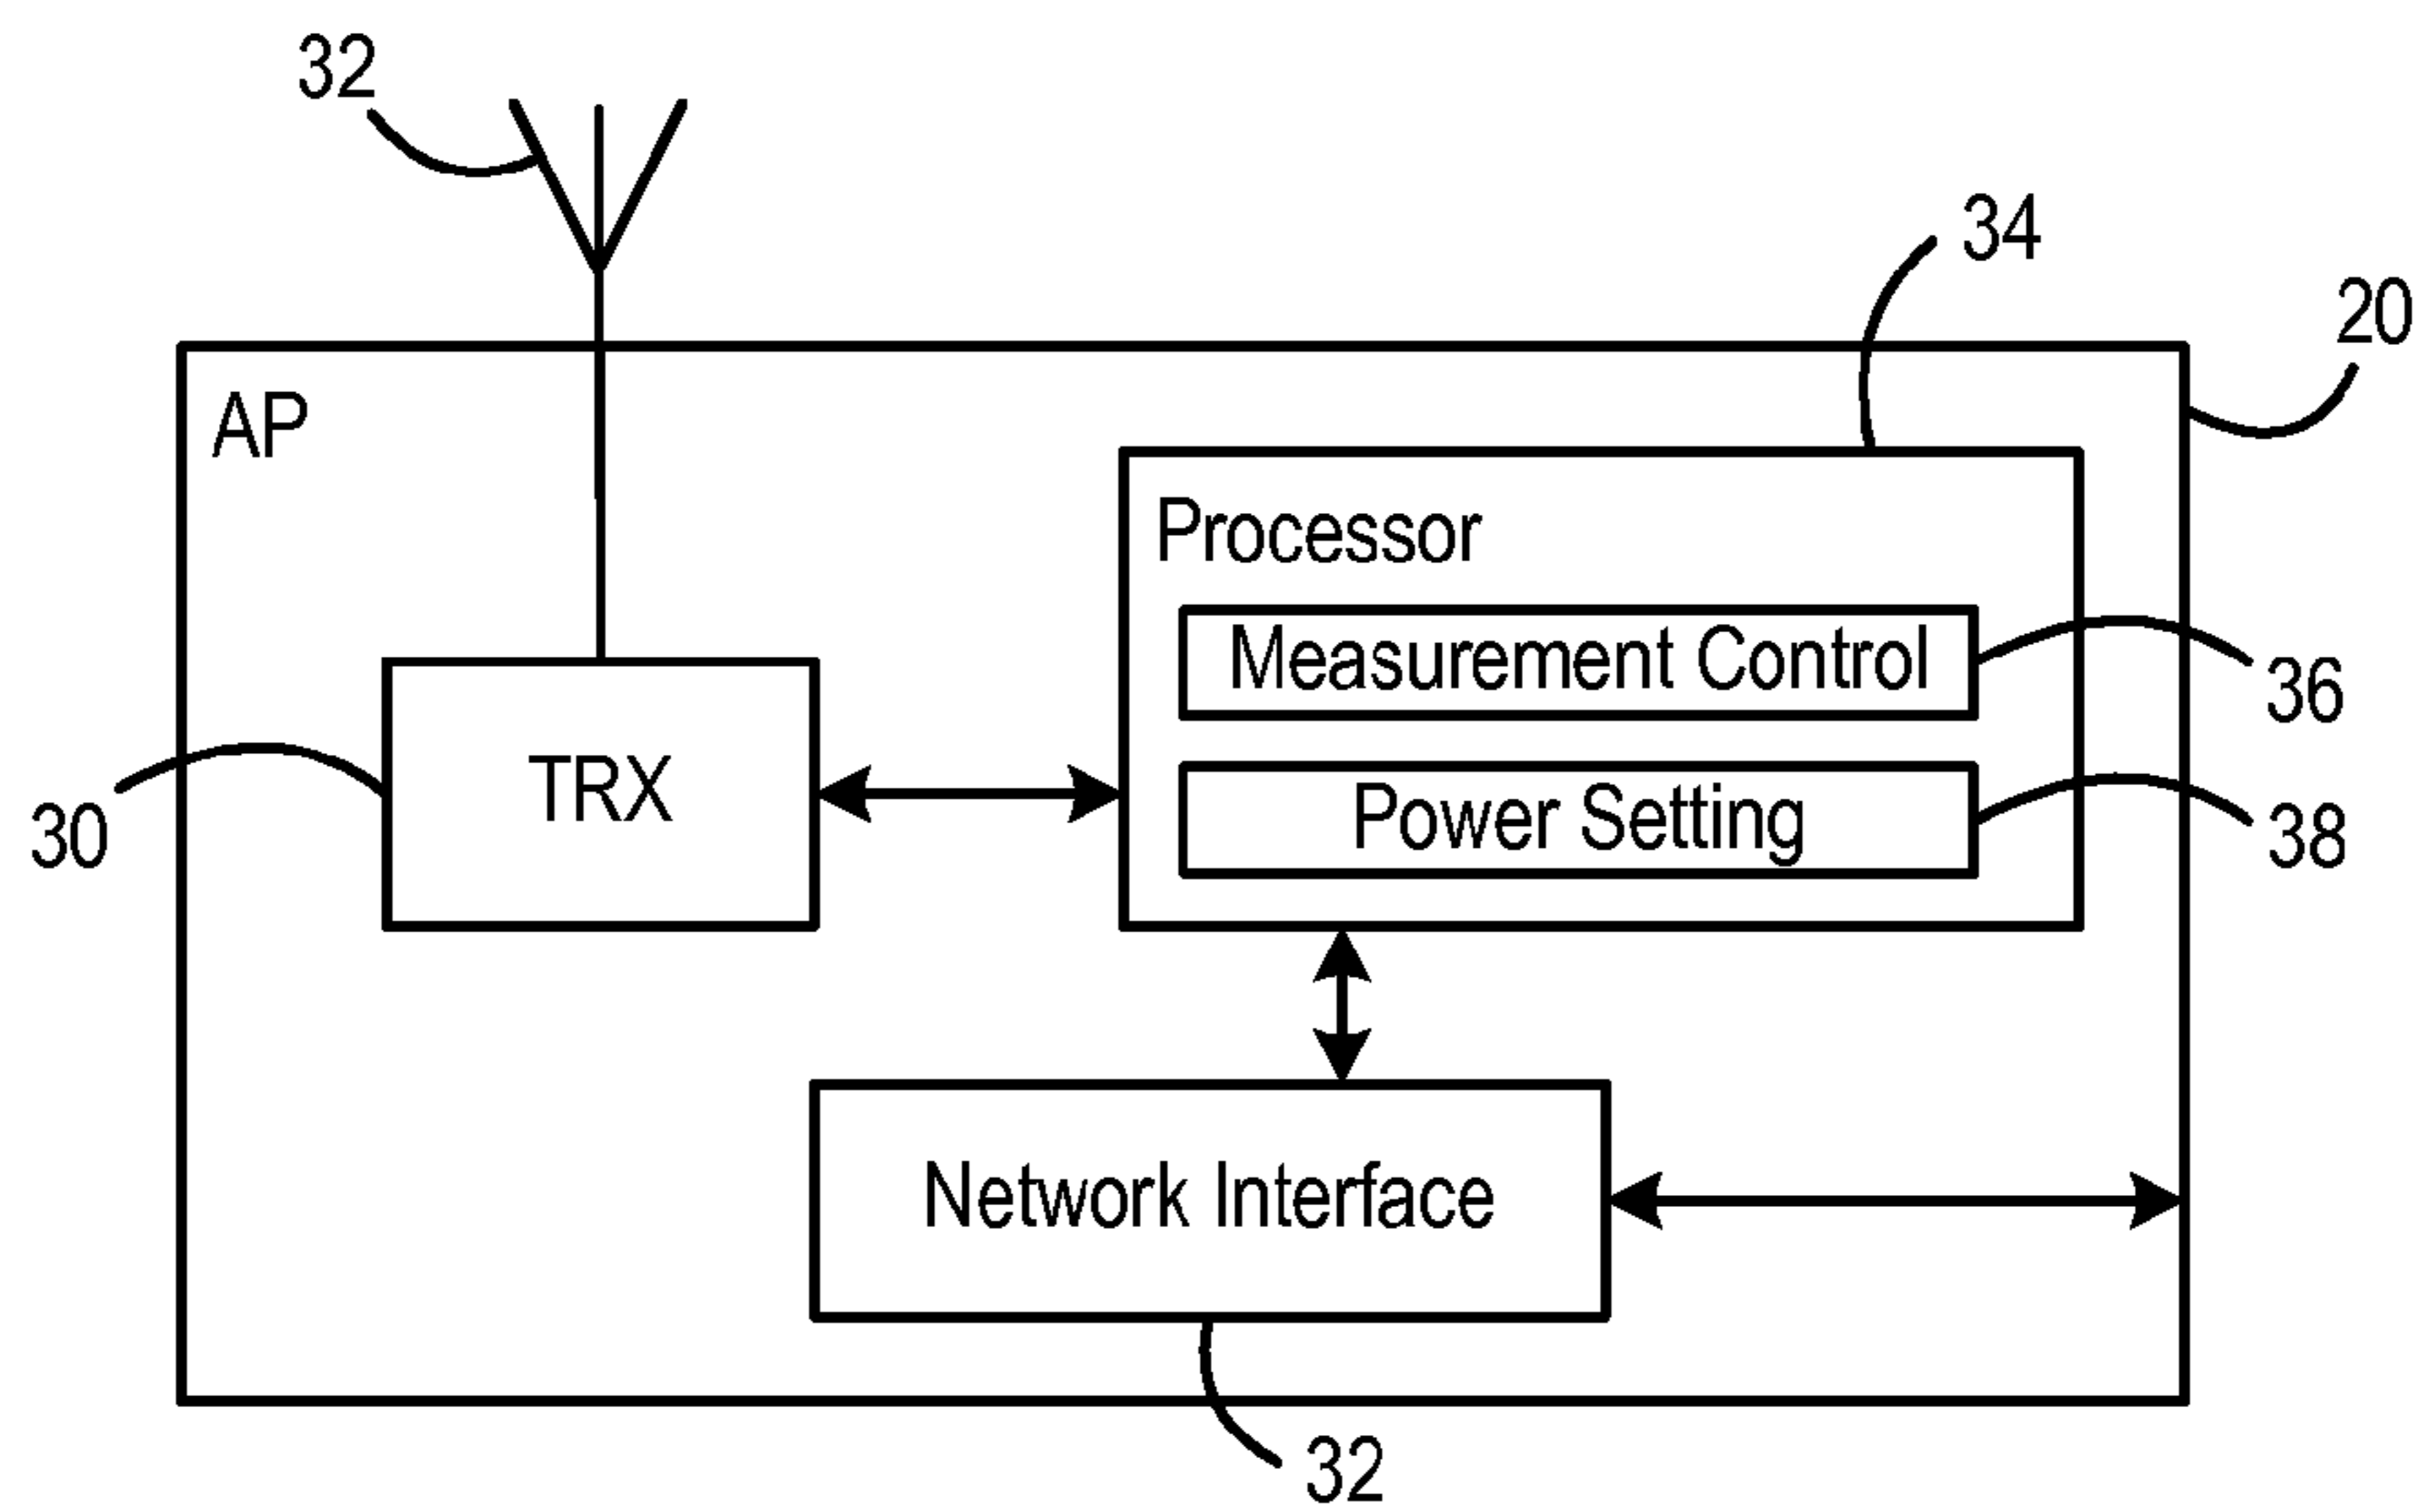 32
34
20
AP
Processor
Measurement Control
36
TRX
Power Setting
30
38
Network Interface
32